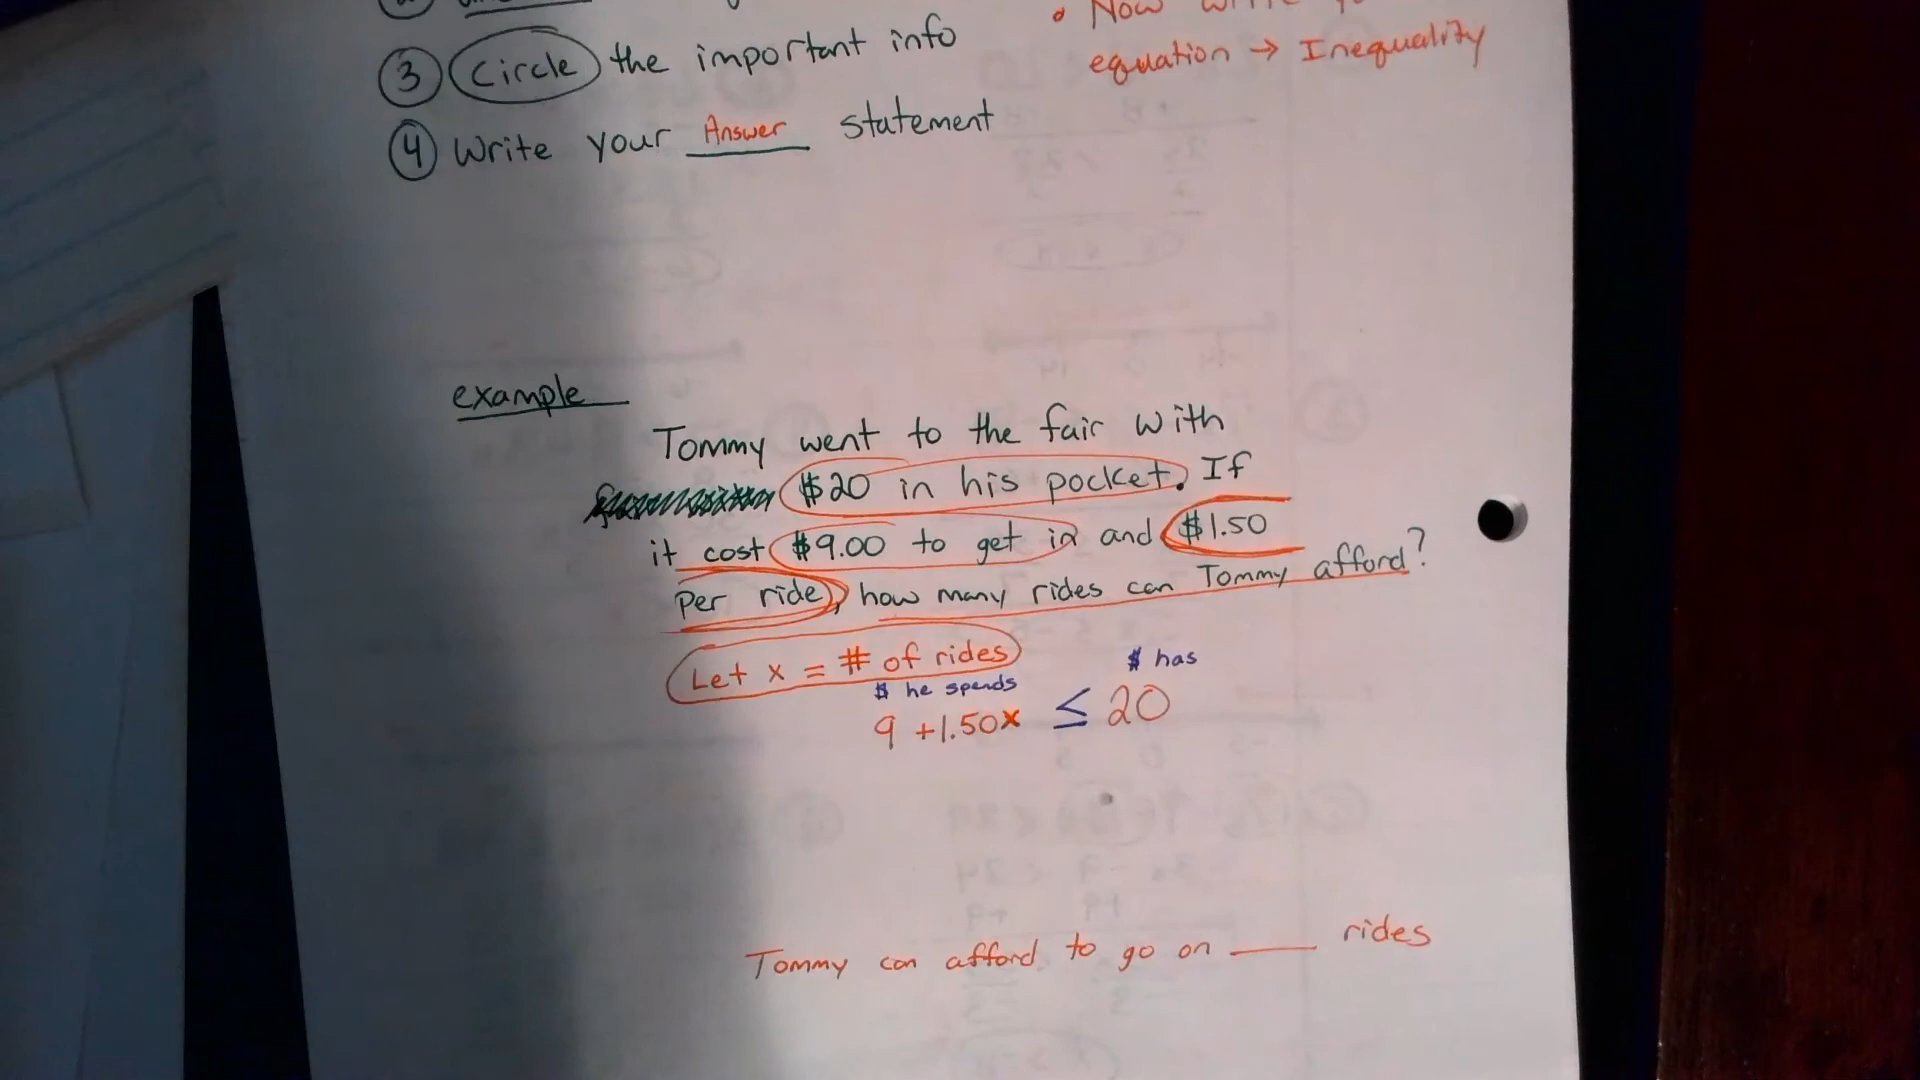 ③ Circle the important info
④ Write your Answer statement
• Now
equation → Inequality
example
Tommy went to the fair with
$20 in his pocket. If
it cost $9.00 to get in and $1.50
per ride, how many rides can Tommy afford?
Let x = # of rides
$ he spends
$ has
9 + 1.50x ≤ 20
Tommy can afford to go on ____ rides